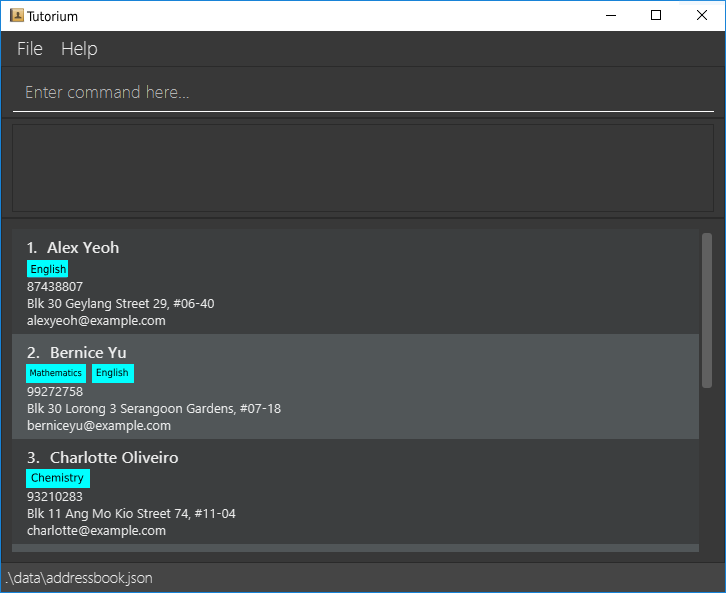 Tutorium
File Help
Enter command here...
1. Alex Yeoh
English
87438807
Blk 30 Geylang Street 29, #06-40
alexyeoh@example.com
2. Bernice Yu
Mathematics English
99272758
Blk 30 Lorong 3 Serangoon Gardens, #07-18
berniceyu@example.com
3. Charlotte Oliveiro
Chemistry
93210283
Blk 11 Ang Mo Kio Street 74, #11-04
charlotte@example.com
.\data\addressbook.json